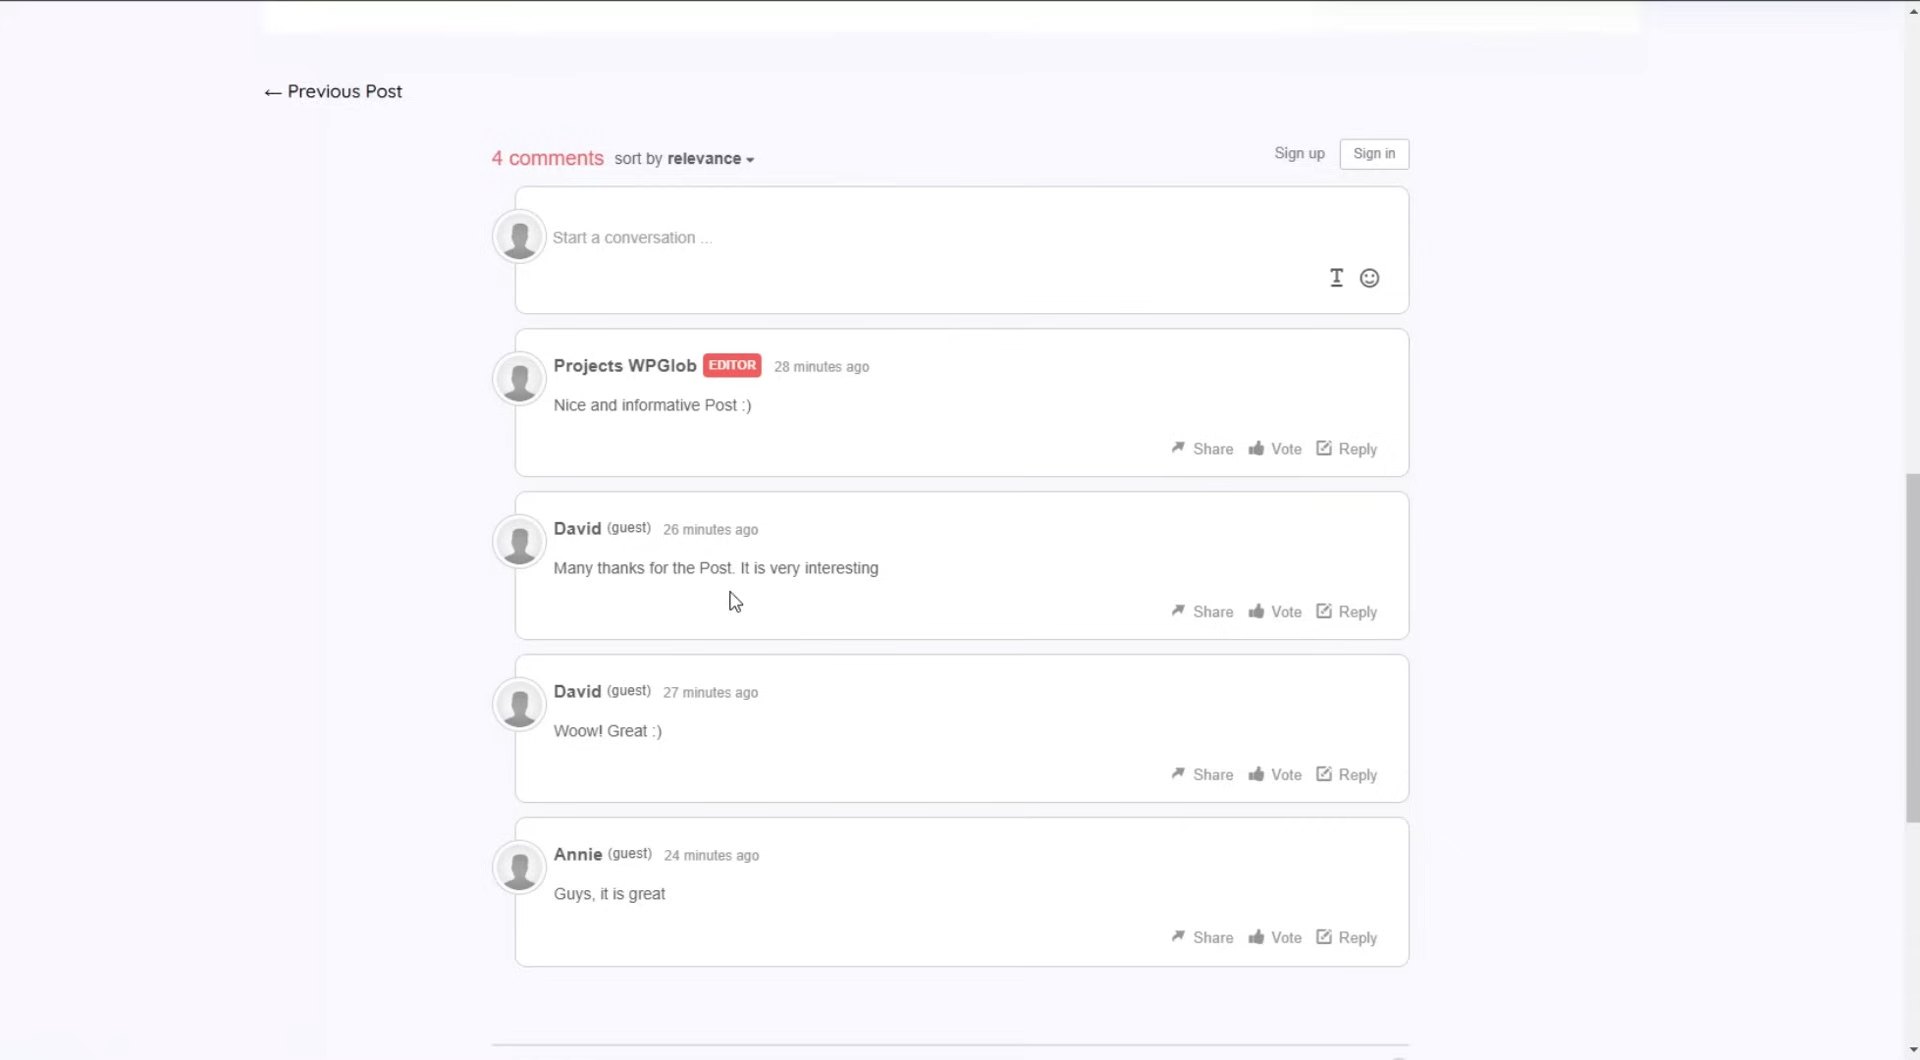 ← Previous Post
4 comments sort by relevance Sign up Sign in
Start a conversation ...
Projects WPGlob EDITOR 28 minutes ago
Nice and informative Post :)
Share Vote Reply
David (guest) 26 minutes ago
Many thanks for the Post. It is very interesting
Share Vote Reply
David (guest) 27 minutes ago
Woow! Great :)
Share Vote Reply
Annie (guest) 24 minutes ago
Guys, it is great
Share Vote Reply